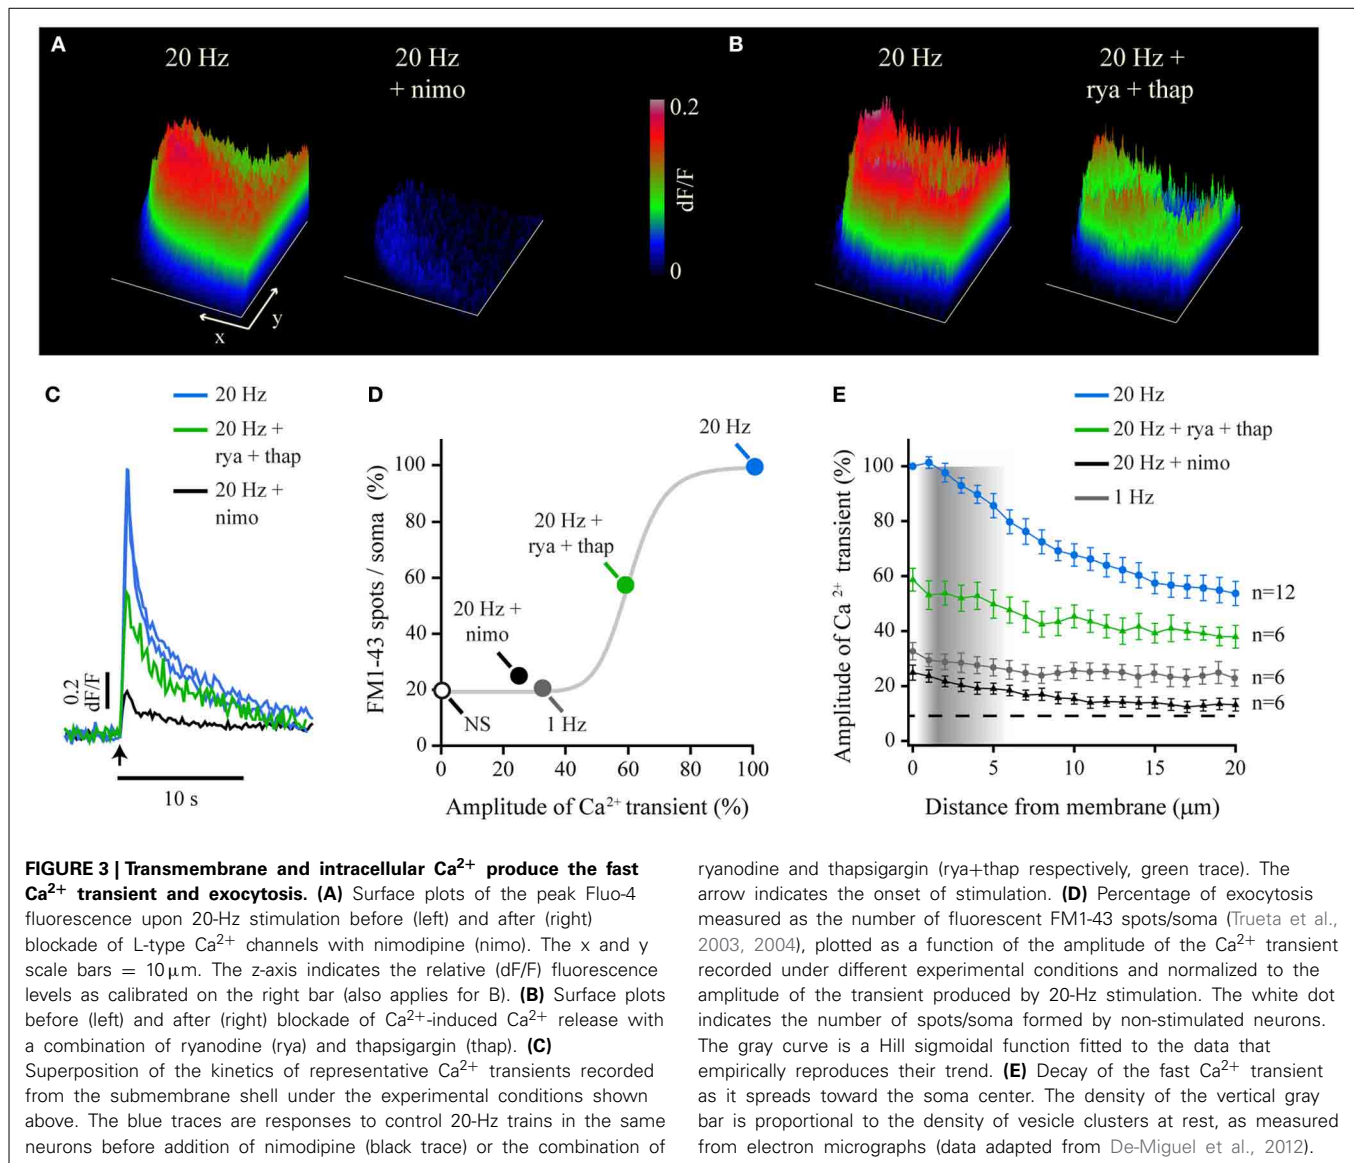 A
20 Hz
20 Hz
+ nimo
0.2
dF/F
0
x
y
B
20 Hz
20 Hz +
rya + thap
C
20 Hz
20 Hz +
rya + thap
20 Hz +
nimo
0.2
dF/F
10 s
D
FM1-43 spots / soma (%)
100
80
60
40
20
0
20 Hz
20 Hz +
rya + thap
20 Hz +
nimo
NS
1 Hz
0
20
40
60
80
100
Amplitude of Ca²⁺ transient (%)
E
20 Hz
20 Hz + rya + thap
20 Hz + nimo
1 Hz
Amplitude of Ca ²⁺ transient (%)
100
80
60
40
20
0
n=12
n=6
n=6
n=6
0
5
10
15
20
Distance from membrane (μm)
FIGURE 3 | Transmembrane and intracellular Ca²⁺ produce the fast
Ca²⁺ transient and exocytosis. (A) Surface plots of the peak Fluo-4
fluorescence upon 20-Hz stimulation before (left) and after (right)
blockade of L-type Ca²⁺ channels with nimodipine (nimo). The x and y
scale bars = 10 μm. The z-axis indicates the relative (dF/F) fluorescence
levels as calibrated on the right bar (also applies for B). (B) Surface plots
before (left) and after (right) blockade of Ca²⁺-induced Ca²⁺ release with
a combination of ryanodine (rya) and thapsigargin (thap). (C)
Superposition of the kinetics of representative Ca²⁺ transients recorded
from the submembrane shell under the experimental conditions shown
above. The blue traces are responses to control 20-Hz trains in the same
neurons before addition of nimodipine (black trace) or the combination of
ryanodine and thapsigargin (rya+thap respectively, green trace). The
arrow indicates the onset of stimulation. (D) Percentage of exocytosis
measured as the number of fluorescent FM1-43 spots/soma (Trueta et al.,
2003, 2004), plotted as a function of the amplitude of the Ca²⁺ transient
recorded under different experimental conditions and normalized to the
amplitude of the transient produced by 20-Hz stimulation. The white dot
indicates the number of spots/soma formed by non-stimulated neurons.
The gray curve is a Hill sigmoidal function fitted to the data that
empirically reproduces their trend. (E) Decay of the fast Ca²⁺ transient
as it spreads toward the soma center. The density of the vertical gray
bar is proportional to the density of vesicle clusters at rest, as measured
from electron micrographs (data adapted from De-Miguel et al., 2012).